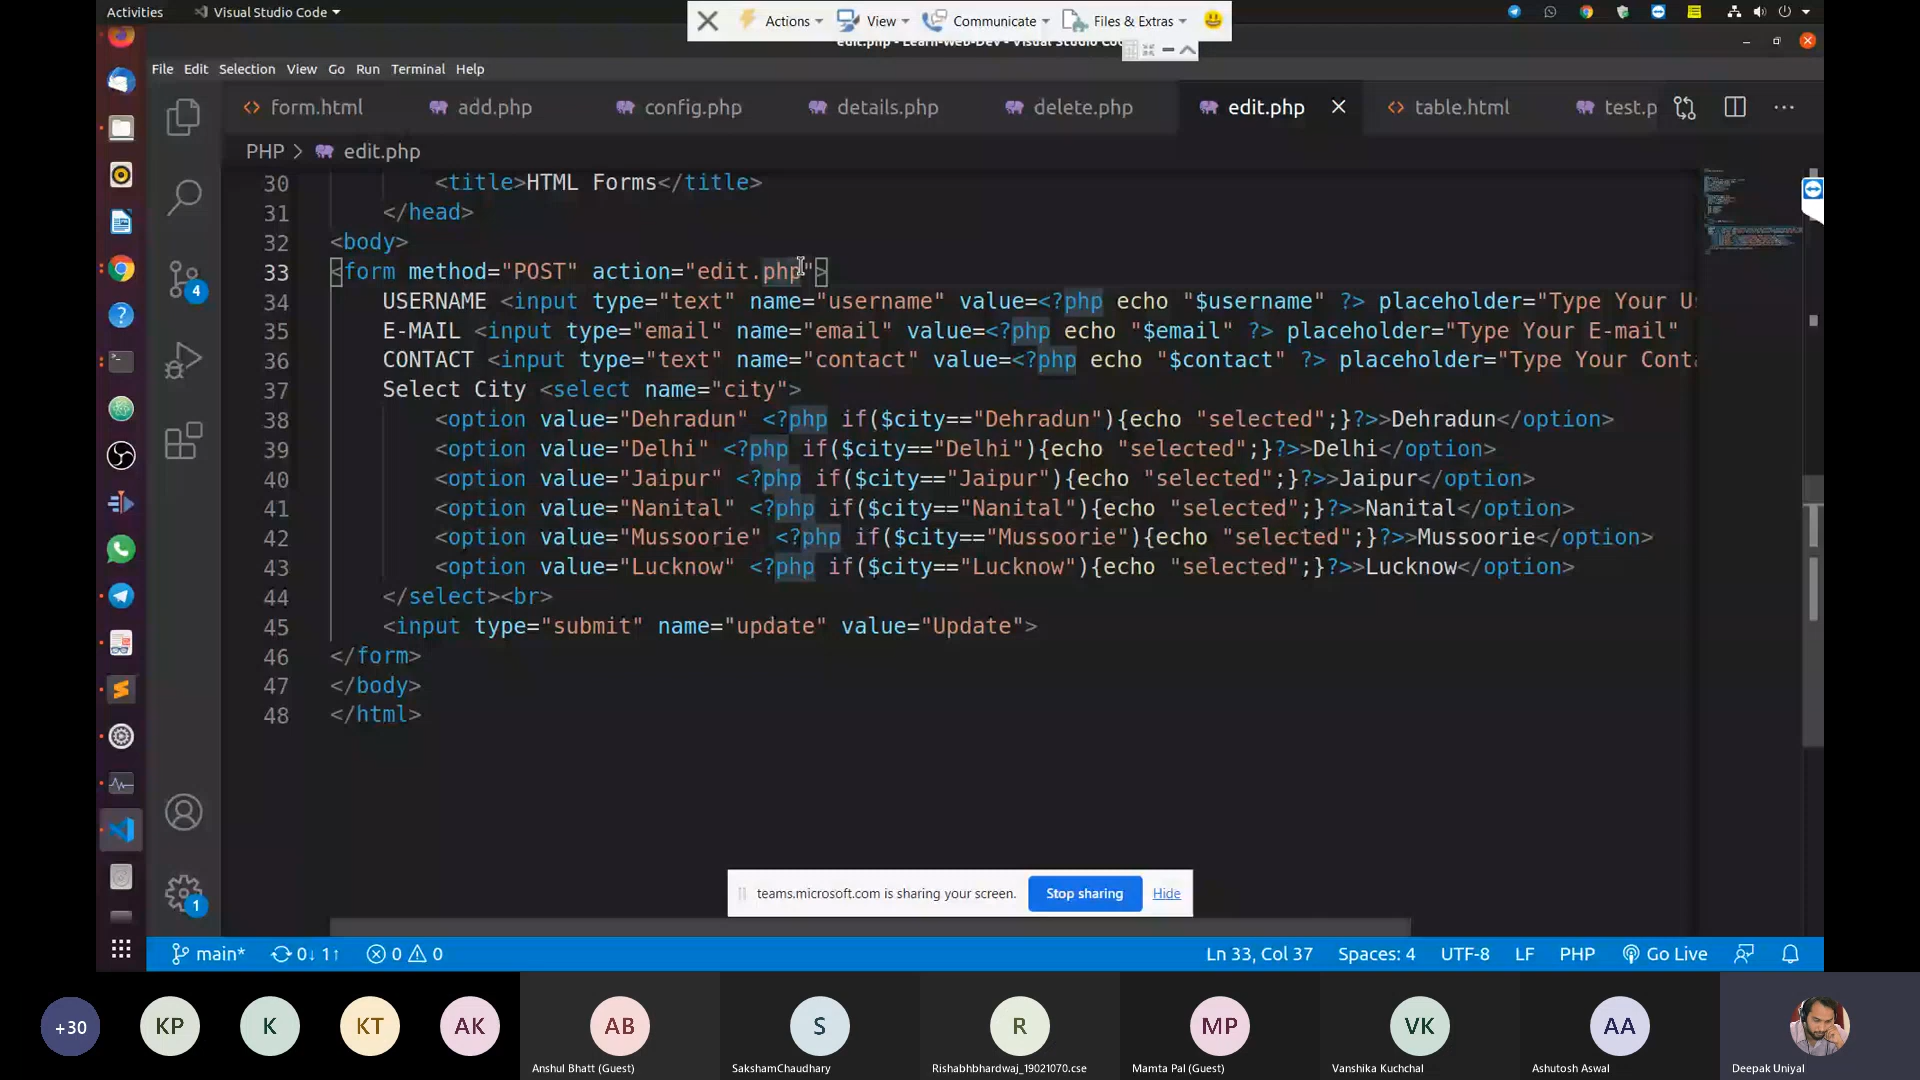 Activities Visual Studio Code
Actions View Communicate Files & Extras
edit.php - Learn-Web-Dev - Visual Studio Co
File Edit Selection View Go Run Terminal Help
form.html add.php config.php details.php delete.php edit.php table.html test.p
PHP > edit.php
30 <title>HTML Forms</title>
31 </head>
32 <body>
33 <form method="POST" action="edit.php">
34 USERNAME <input type="text" name="username" value=<?php echo "$username" ?> placeholder="Type Your U
35 E-MAIL <input type="email" name="email" value=<?php echo "$email" ?> placeholder="Type Your E-mail"
36 CONTACT <input type="text" name="contact" value=<?php echo "$contact" ?> placeholder="Type Your Cont
37 Select City <select name="city">
38 <option value="Dehradun" <?php if($city=="Dehradun"){echo "selected";}?>>Dehradun</option>
39 <option value="Delhi" <?php if($city=="Delhi"){echo "selected";}?>>Delhi</option>
40 <option value="Jaipur" <?php if($city=="Jaipur"){echo "selected";}?>>Jaipur</option>
41 <option value="Nanital" <?php if($city=="Nanital"){echo "selected";}?>>Nanital</option>
42 <option value="Mussoorie" <?php if($city=="Mussoorie"){echo "selected";}?>>Mussoorie</option>
43 <option value="Lucknow" <?php if($city=="Lucknow"){echo "selected";}?>>Lucknow</option>
44 </select><br>
45 <input type="submit" name="update" value="Update">
46 </form>
47 </body>
48 </html>
4
1
teams.microsoft.com is sharing your screen. Stop sharing Hide
main* 0↓ 1↑ 0 0 Ln 33, Col 37 Spaces: 4 UTF-8 LF PHP Go Live
+30 KP K KT AK AB S R MP VK AA
Anshul Bhatt (Guest) SakshamChaudhary Rishabhbhardwaj_19021070.cse Mamta Pal (Guest) Vanshika Kuchchal Ashutosh Aswal Deepak Uniyal